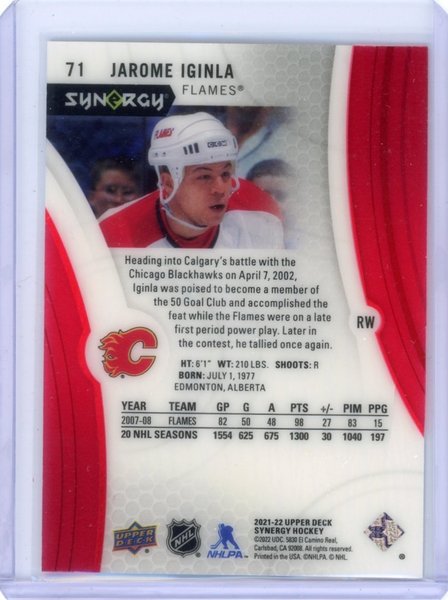 71 JAROME IGINLA
SYNERGY FLAMES®
FLAMES CCM
Heading into Calgary's battle with the
Chicago Blackhawks on April 7, 2002,
Iginla was poised to become a member of
the 50 Goal Club and accomplished the
feat while the Flames were on a late
first period power play. Later in
the contest, he tallied once again.
RW
HT: 6'1" WT: 210 LBS. SHOOTS: R
BORN: JULY 1, 1977
EDMONTON, ALBERTA
YEAR TEAM GP G A PTS +/- PIM PPG
2007-08 FLAMES 82 50 48 98 27 83 15
20 NHL SEASONS 1554 625 675 1300 30 1040 197
2021-22 UPPER DECK
SYNERGY HOCKEY
©2022 UDC. 5830 El Camino Real,
Carlsbad, CA 92008. All rights reserved.
Printed in the USA. ©NHLPA. © NHL.
UPPER DECK NHL NHLPA ®